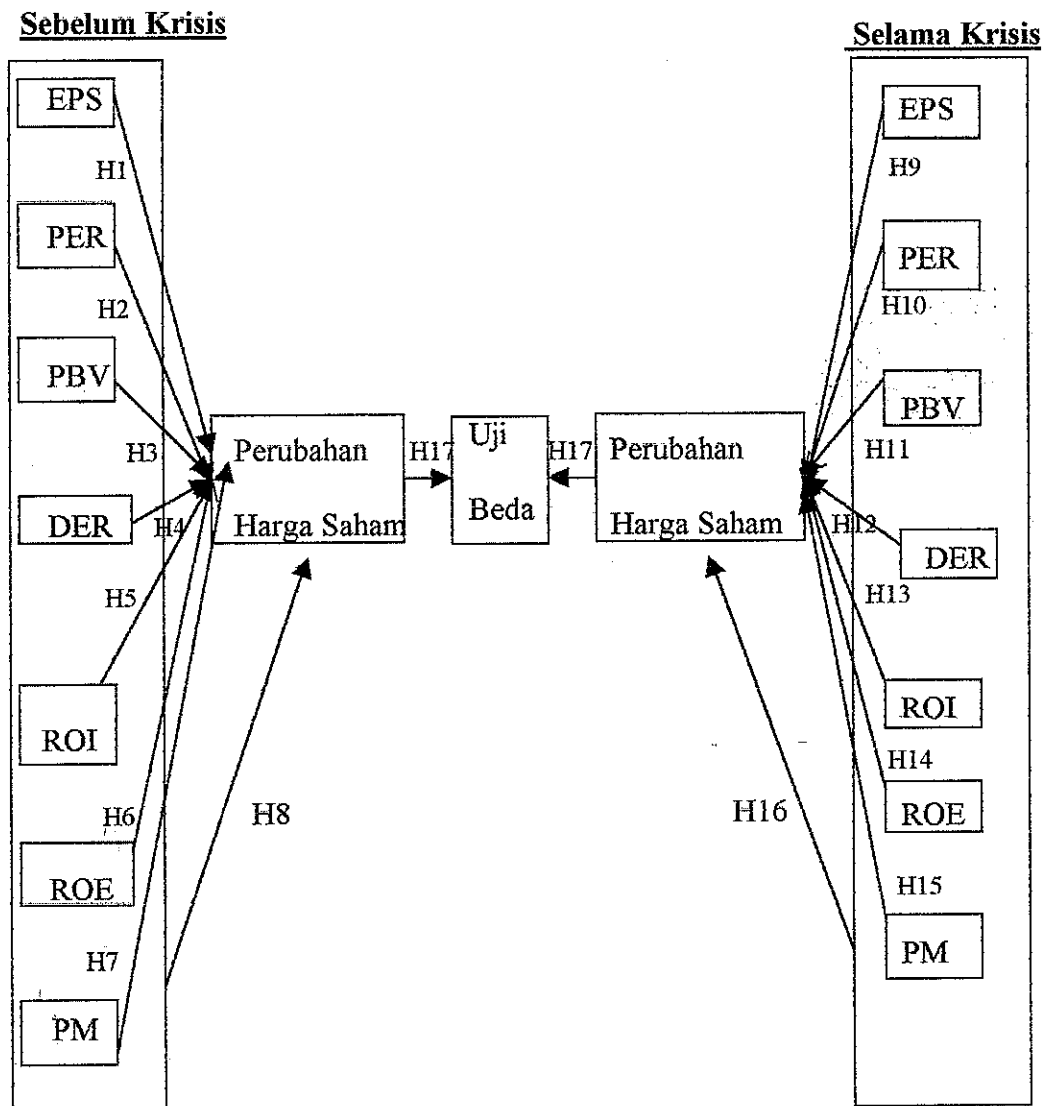 Sebelum Krisis
EPS
H1
PER
H2
PBV
H3
DER
H4
H5
ROI
H6
ROE
H7
PM
H8
Perubahan
Harga Saham
H17
Uji
Beda
H17
Perubahan
Harga Saham
H16
Selama Krisis
EPS
H9
PER
H10
PBV
H11
H12
DER
H13
ROI
H14
ROE
H15
PM